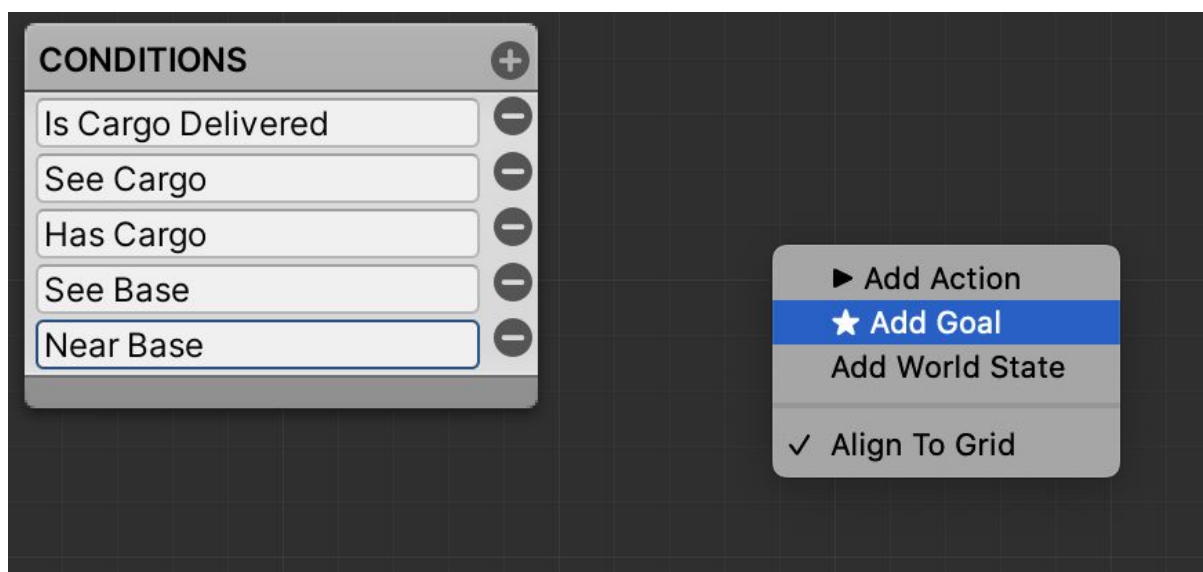 CONDITIONS
Is Cargo Delivered
See Cargo
Has Cargo
See Base
Near Base
▶ Add Action
★ Add Goal
Add World State
✓ Align To Grid